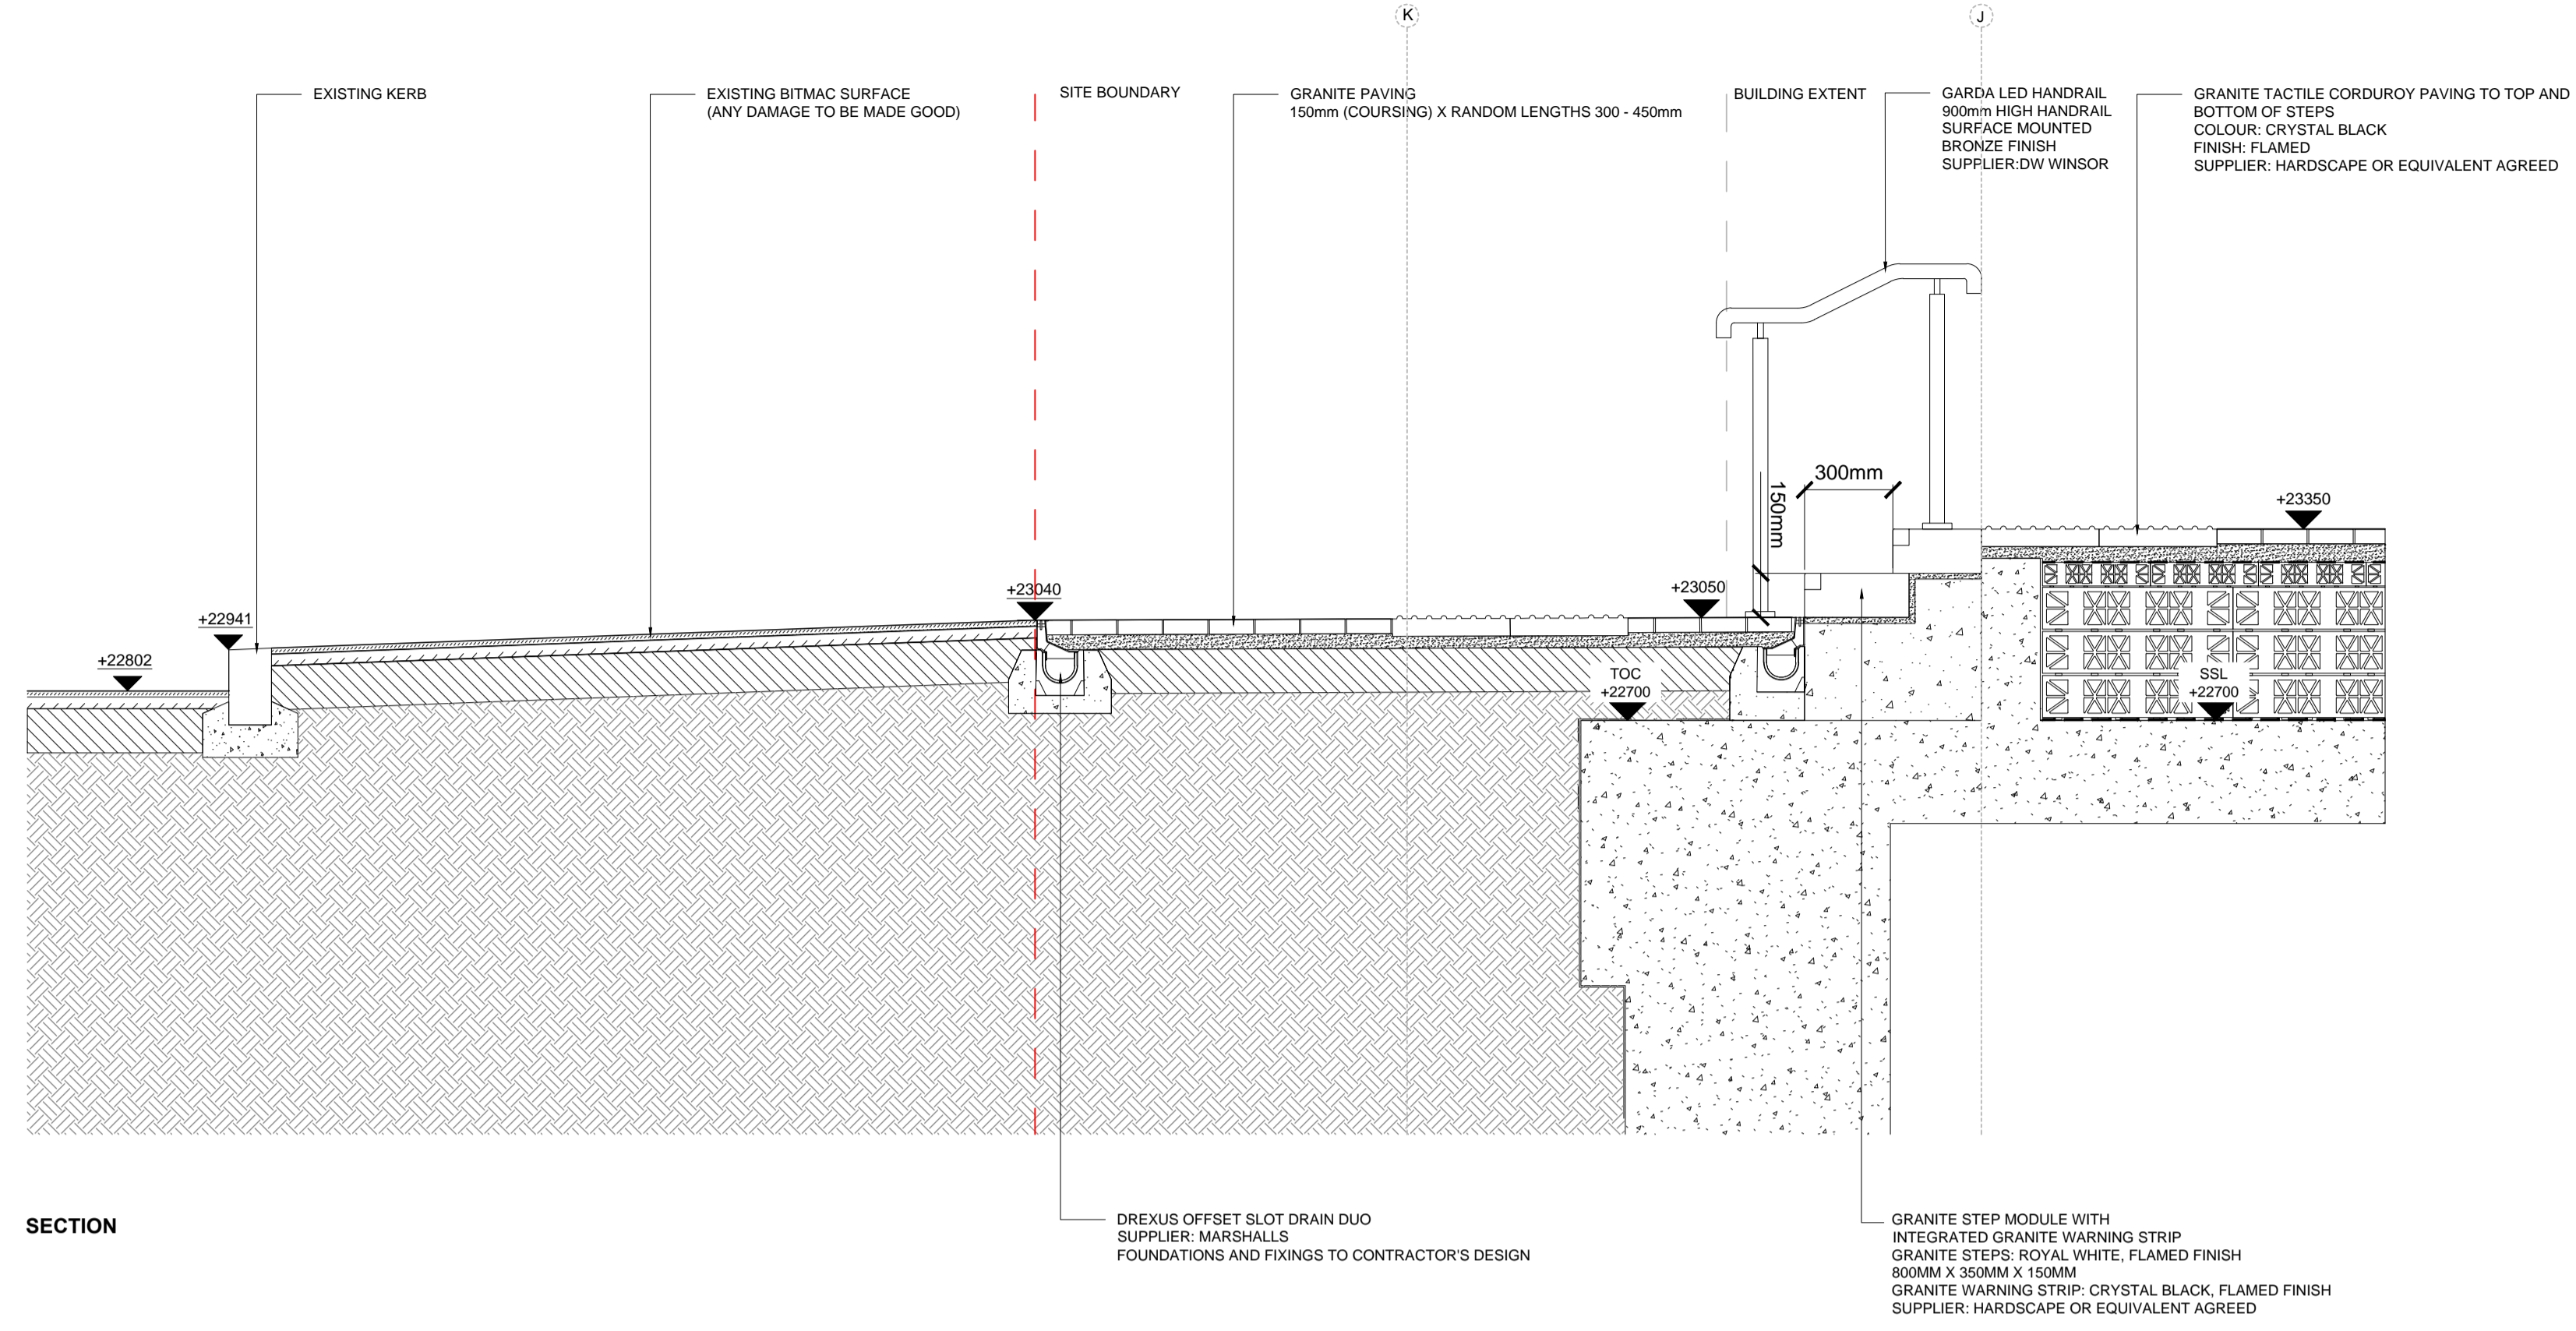 K
J
EXISTING KERB
EXISTING BITMAC SURFACE
(ANY DAMAGE TO BE MADE GOOD)
SITE BOUNDARY
GRANITE PAVING
150mm (COURSING) X RANDOM LENGTHS 300 - 450mm
BUILDING EXTENT
GARDA LED HANDRAIL
900mm HIGH HANDRAIL
SURFACE MOUNTED
BRONZE FINISH
SUPPLIER:DW WINSOR
GRANITE TACTILE CORDUROY PAVING TO TOP AND
BOTTOM OF STEPS
COLOUR: CRYSTAL BLACK
FINISH: FLAMED
SUPPLIER: HARDSCAPE OR EQUIVALENT AGREED
300mm
150mm
+23350
+23040
+23050
+22941
+22802
TOC
+22700
SSL
+22700
SECTION
DREXUS OFFSET SLOT DRAIN DUO
SUPPLIER: MARSHALLS
FOUNDATIONS AND FIXINGS TO CONTRACTOR'S DESIGN
GRANITE STEP MODULE WITH
INTEGRATED GRANITE WARNING STRIP
GRANITE STEPS: ROYAL WHITE, FLAMED FINISH
800MM X 350MM X 150MM
GRANITE WARNING STRIP: CRYSTAL BLACK, FLAMED FINISH
SUPPLIER: HARDSCAPE OR EQUIVALENT AGREED